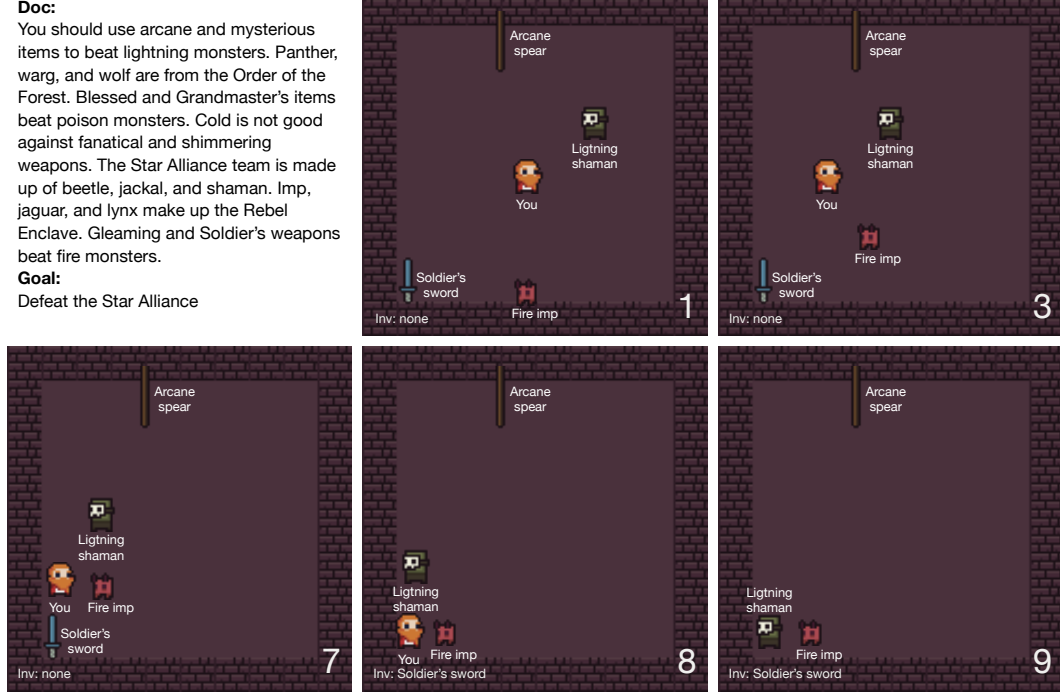 Doc:
You should use arcane and mysterious
items to beat lightning monsters. Panther,
warg, and wolf are from the Order of the
Forest. Blessed and Grandmaster's items
beat poison monsters. Cold is not good
against fanatical and shimmering
weapons. The Star Alliance team is made
up of beetle, jackal, and shaman. Imp,
jaguar, and lynx make up the Rebel
Enclave. Gleaming and Soldier's weapons
beat fire monsters.
Goal:
Defeat the Star Alliance
Arcane
spear
Ligtning
shaman
You
Soldier's
sword
Fire imp
Inv: none
1
Arcane
spear
Ligtning
shaman
You
Fire imp
Soldier's
sword
Inv: none
3
Arcane
spear
Ligtning
shaman
You
Fire imp
Soldier's
sword
Inv: none
7
Arcane
spear
Ligtning
shaman
You
Fire imp
Inv: Soldier's sword
8
Arcane
spear
Ligtning
shaman
Fire imp
Inv: Soldier's sword
9